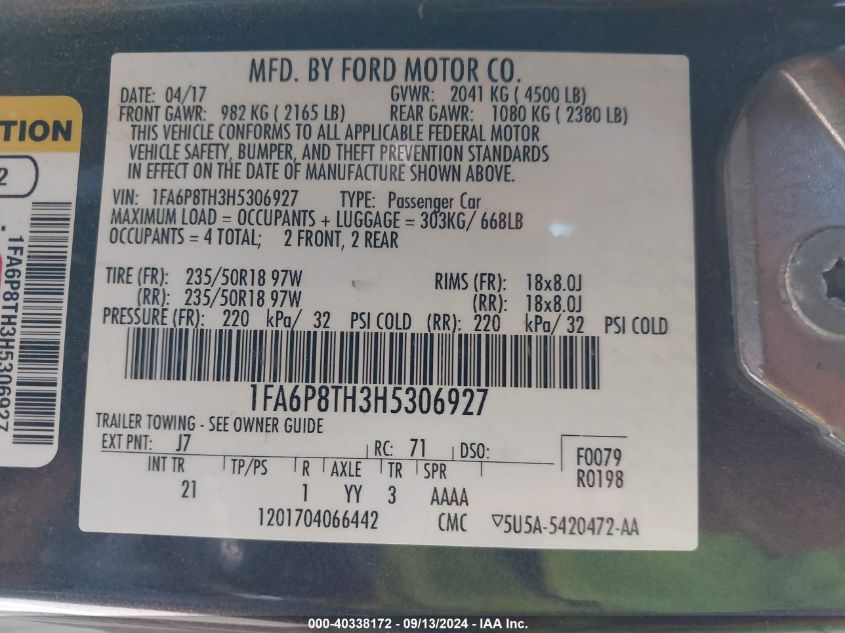 MFD. BY FORD MOTOR CO.
DATE: 04/17 GVWR: 2041 KG ( 4500 LB)
FRONT GAWR: 982 KG ( 2165 LB) REAR GAWR: 1080 KG ( 2380 LB)
THIS VEHICLE CONFORMS TO ALL APPLICABLE FEDERAL MOTOR
VEHICLE SAFETY, BUMPER, AND THEFT PREVENTION STANDARDS
IN EFFECT ON THE DATE OF MANUFACTURE SHOWN ABOVE.
VIN: 1FA6P8TH3H5306927 TYPE: Passenger Car
MAXIMUM LOAD = OCCUPANTS + LUGGAGE = 303KG/ 668LB
OCCUPANTS = 4 TOTAL; 2 FRONT, 2 REAR
TIRE (FR): 235/50R18 97W RIMS (FR): 18x8.0J
(RR): 235/50R18 97W (RR): 18x8.0J
PRESSURE (FR): 220 kPa/ 32 PSI COLD (RR): 220 kPa/ 32 PSI COLD
1FA6P8TH3H5306927
TRAILER TOWING - SEE OWNER GUIDE
EXT PNT: J7 RC: 71 DSO:
INT TR TP/PS R AXLE TR SPR
21 1 YY 3 AAAA
F0079
R0198
1201704066442 CMC ▽5U5A-5420472-AA
2
1FA6P8TH3H5306927
000-40338172 - 09/13/2024 - IAA Inc.